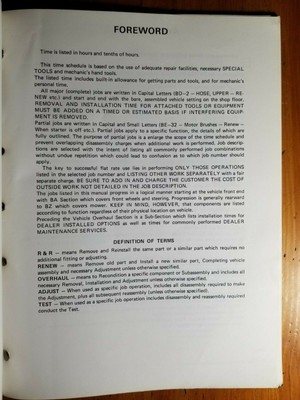 FOREWORD
Time is listed in hours and tenths of hours.
This time schedule is based on the use of adequate repair facilities, necessary SPECIAL
TOOLS and mechanic's hand tools.
The listed time includes built-in allowance for getting parts and tools, and for mechanic's
personal time.
All major (complete) jobs are written in Capital Letters (BD-2 — HOSE, UPPER — RE-
NEW etc.) and start and end with the bare, assembled vehicle setting on the shop floor.
REMOVAL AND INSTALLATION TIME FOR ATTACHED TOOLS OR EQUIPMENT
MUST BE ADDED ON A TIMED OR ESTIMATED BASIS IF INTERFERING EQUIP-
MENT IS REMOVED.
Partial jobs are written in Capital and Small Letters (BE-32 — Motor Brushes — Renew —
When starter is off etc.). Partial jobs apply to a specific function, the details of which are
fully outlined. The purpose of partial jobs is to enlarge the scope of the time schedule and
prevent overlapping disassembly charges when additional work is performed. Job descrip-
tions are selected with the intent of listing all commonly performed job combinations
without undue repetition which would lead to confusion as to which job number should
apply.
The key to successful flat rate use lies in performing ONLY THOSE OPERATIONS
listed in the selected job number and LISTING OTHER WORK SEPARATELY with a fair
separate charge. BE SURE TO ADD IN AND CHARGE THE CUSTOMER THE COST OF
OUTSIDE WORK NOT DETAILED IN THE JOB DESCRIPTION.
The jobs listed in this manual progress in a logical manner starting at the vehicle front end
with BA Section which covers front wheels and steering. Progression is generally rearward
to BZ which covers mower. KEEP IN MIND, HOWEVER, that components are listed
according to function regardless of their physical location on vehicle.
Preceding the Vehicle Overhaul Section is a Sub-Section which lists installation times for
DEALER INSTALLED OPTIONS as well as times for commonly performed DEALER
MAINTENANCE SERVICES.
DEFINITION OF TERMS
R & R — means Remove and Reinstall the same part or a similar part which requires no
additional fitting or adjusting.
RENEW — means Remove old part and Install a new similar part, Completing vehicle
assembly and necessary Adjustment unless otherwise specified.
OVERHAUL — means to Recondition a specific component or Subassembly and includes all
necessary Removal, Installation and Adjustment unless otherwise specified.
ADJUST — When used as specific job operation, includes all disassembly required to make
the Adjustment, plus all subsequent reassembly (unless otherwise specified).
TEST — When used as a specific job operation includes disassembly and reassembly required
conduct the Test.